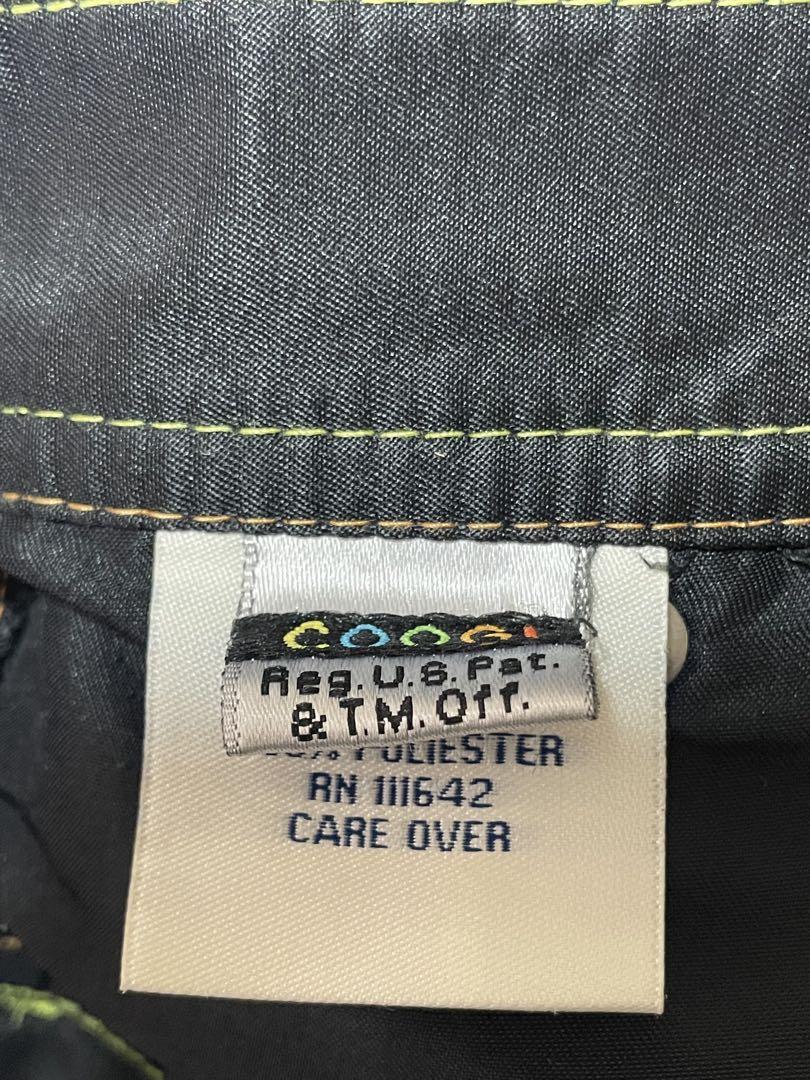 COOGI
Reg. U.S. Pat.
& T.M. Off.
POLIESTER
RN 111642
CARE OVER